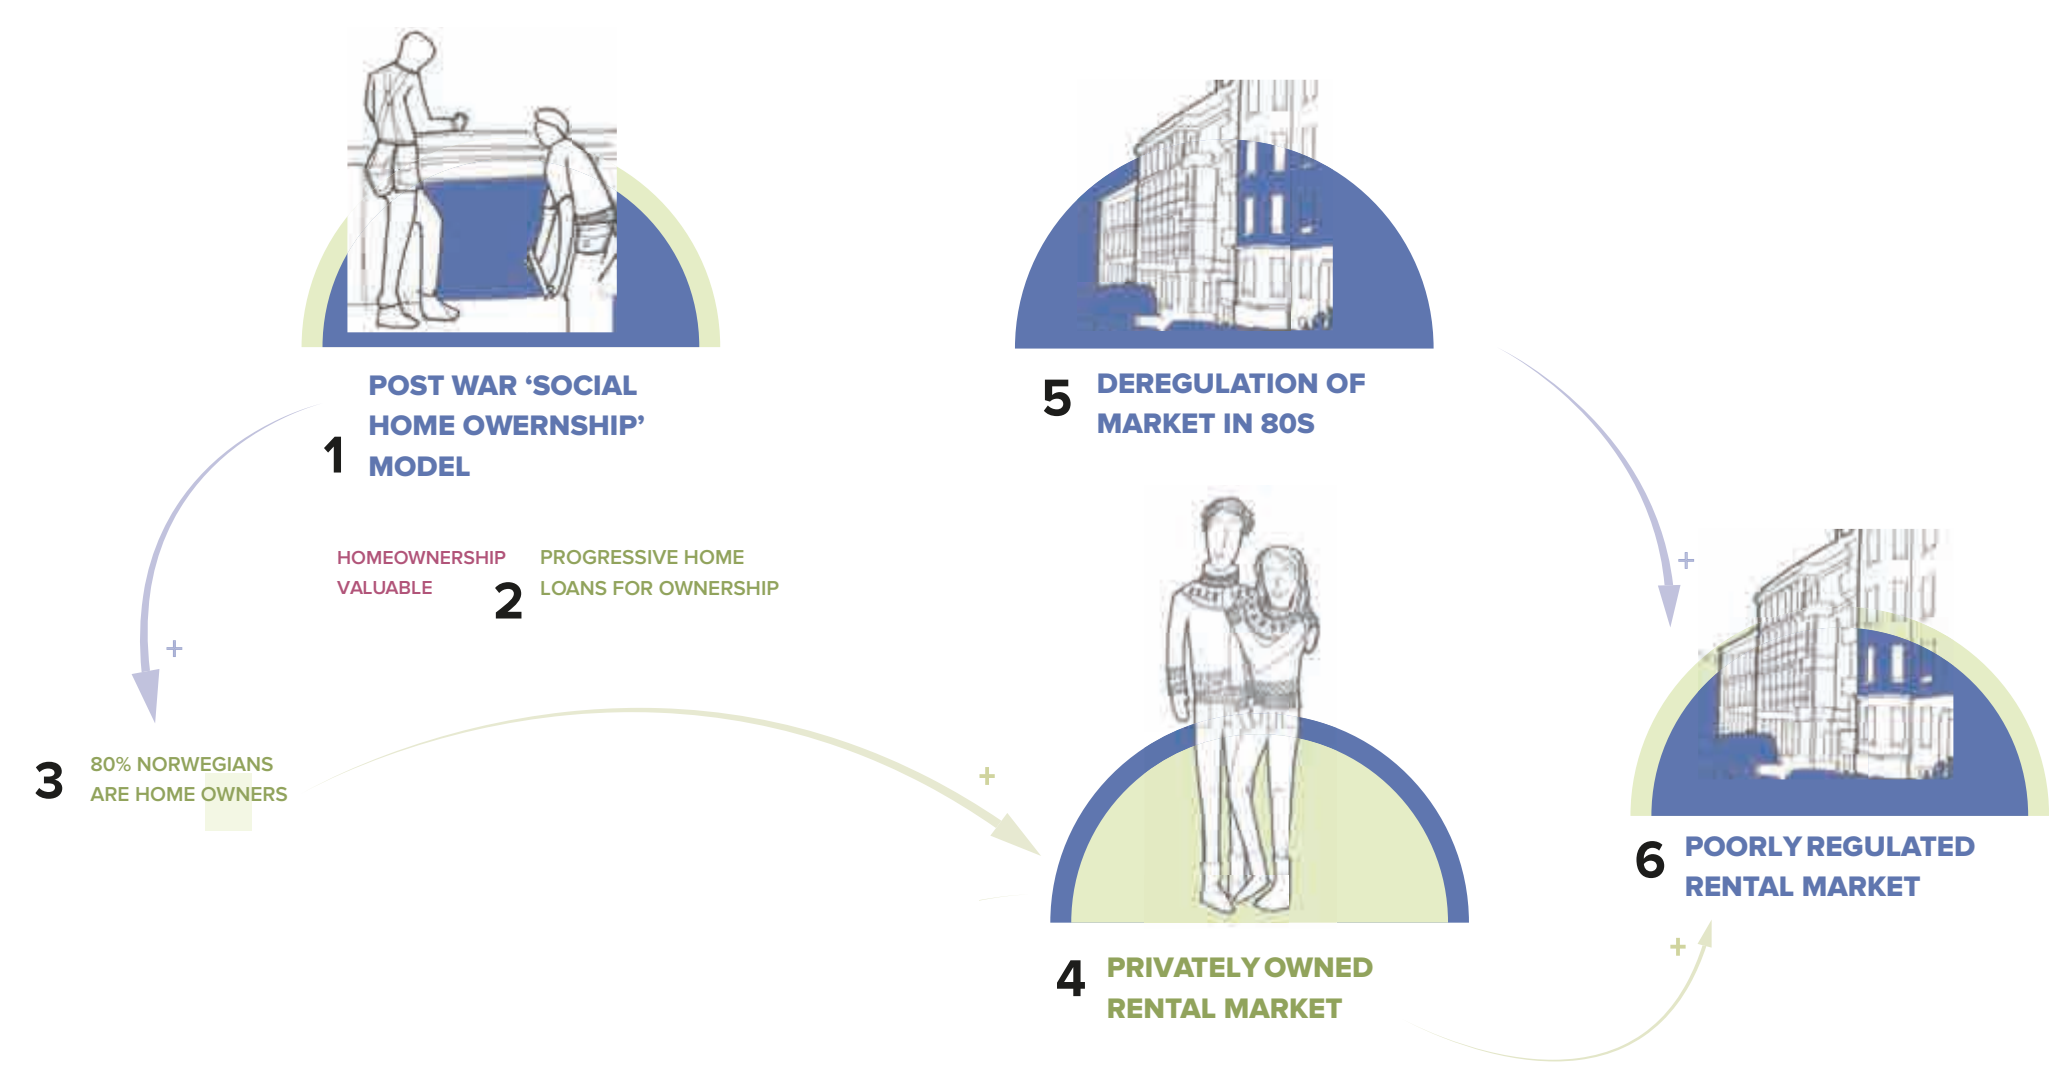 1
POST WAR ‘SOCIAL
HOME OWERNSHIP’
MODEL
HOMEOWNERSHIP
VALUABLE
2
PROGRESSIVE HOME
LOANS FOR OWNERSHIP
+
3
80% NORWEGIANS
ARE HOME OWNERS
+
4
PRIVATELY OWNED
RENTAL MARKET
5
DEREGULATION OF
MARKET IN 80S
+
6
POORLY REGULATED
RENTAL MARKET
+